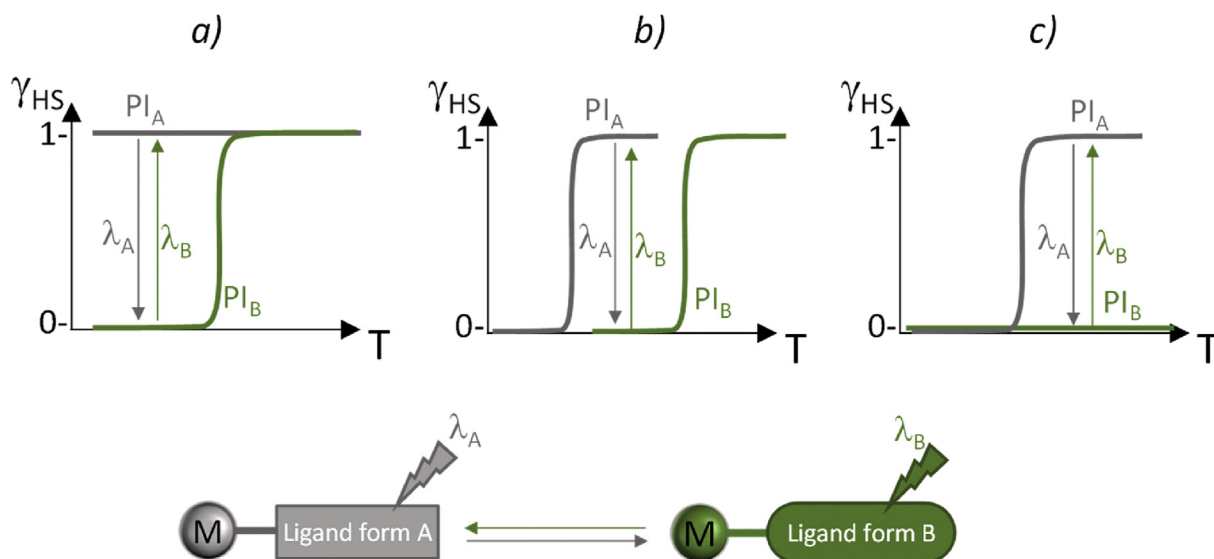 a)
γHS
PIA
1-
λA
λB
PIB
0-
T
b)
γHS
PIA
1-
λA
λB
PIB
0-
T
c)
γHS
PIA
1-
λA
λB
PIB
0-
T
λA
λB
M
Ligand form A
M
Ligand form B